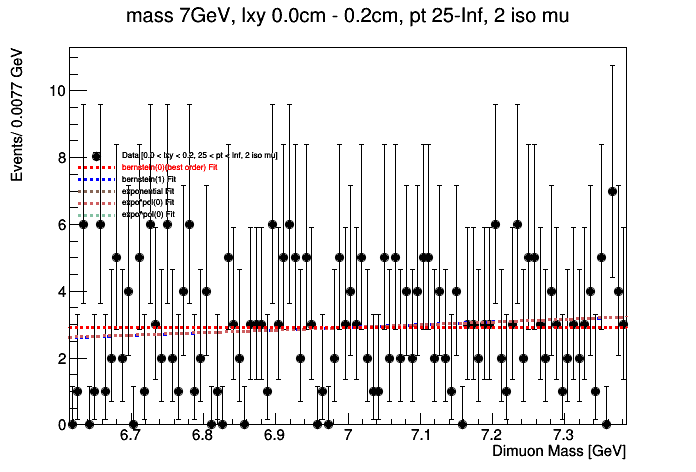 mass 7GeV, lxy 0.0cm - 0.2cm, pt 25-Inf, 2 iso mu
Events/ 0.0077 GeV
10
8
6
4
2
0
Data [0.0 < lxy < 0.2, 25 < pt < Inf, 2 iso mu]
bernstein(0)(best order) Fit
bernstein(1) Fit
exponential Fit
expo*pol(0) Fit
expo*pol(0) Fit
6.7 6.8 6.9 7 7.1 7.2 7.3
Dimuon Mass [GeV]